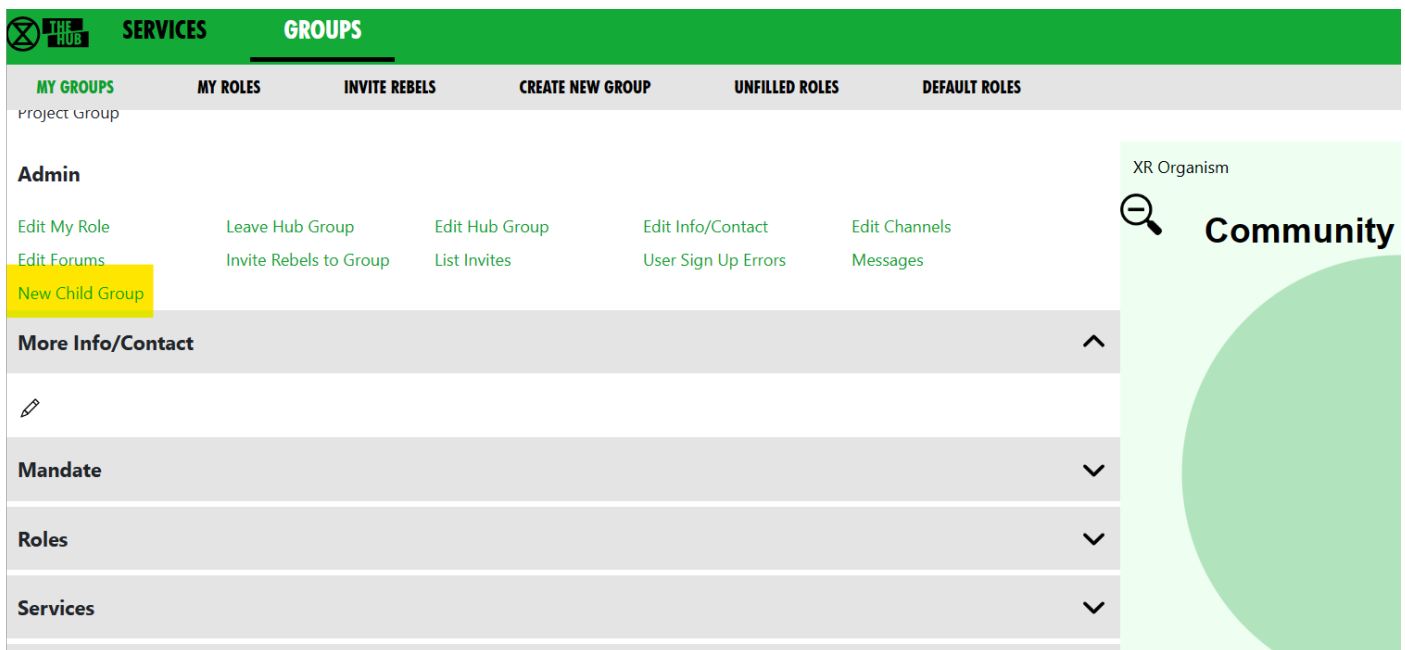 THE HUB SERVICES GROUPS
MY GROUPS MY ROLES INVITE REBELS CREATE NEW GROUP UNFILLED ROLES DEFAULT ROLES
Project Group
Admin
Edit My Role Leave Hub Group Edit Hub Group Edit Info/Contact Edit Channels
Edit Forums Invite Rebels to Group List Invites User Sign Up Errors Messages
New Child Group
More Info/Contact
Mandate
Roles
Services
XR Organism
Community